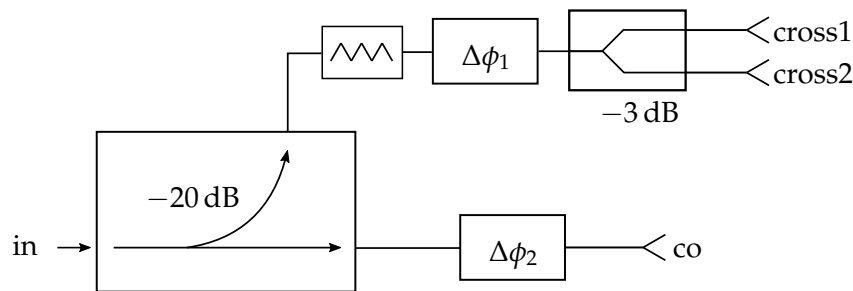 cross1
Δϕ₁
cross2
−3 dB
−20 dB
in
Δϕ₂
co